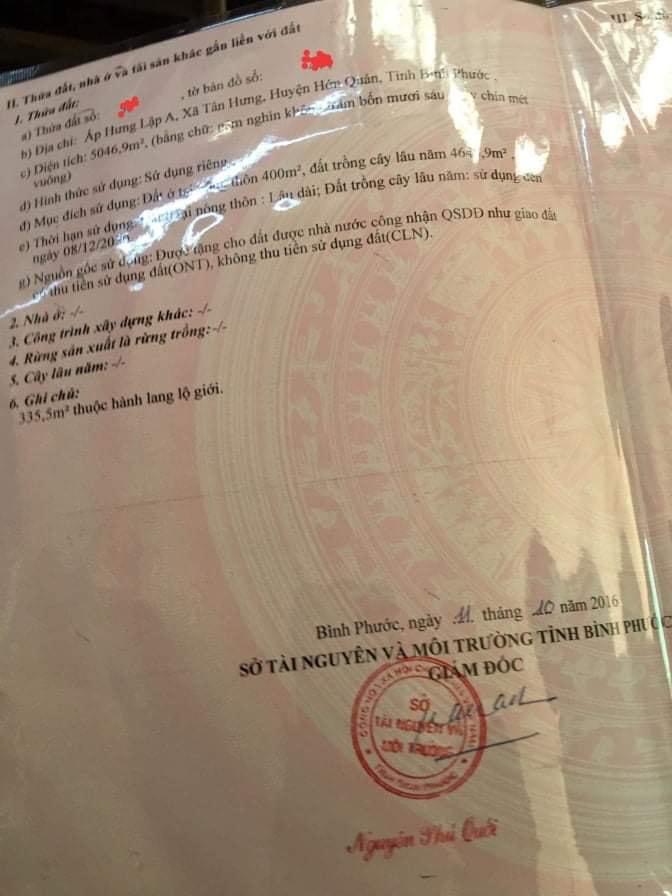 II. Thửa đất, nhà ở và tài sản khác gắn liền với đất
1. Thửa đất:
a) Thửa đất số: , tờ bản đồ số:
b) Địa chỉ: Ấp Hưng Lập A, Xã Tân Hưng, Huyện Hớn Quản, Tỉnh Bình Phước.
c) Diện tích: 5046,9m², (bằng chữ: năm nghìn không trăm bốn mươi sáu chín mét
vuông)
d) Hình thức sử dụng: Sử dụng riêng
đ) Mục đích sử dụng: Đất ở thôn 400m², đất trồng cây lâu năm ,9m².
e) Thời hạn sử dụng: tại nông thôn : Lâu dài; Đất trồng cây lâu năm: sử dụng đến
ngày 08/12/
g) Nguồn gốc sử dụng: Được tặng cho đất được nhà nước công nhận QSDĐ như giao đất
có thu tiền sử dụng đất(ONT), không thu tiền sử dụng đất(CLN).
2. Nhà ở: -/-
3. Công trình xây dựng khác: -/-
4. Rừng sản xuất là rừng trồng:-/-
5. Cây lâu năm: -/-
6. Ghi chú:
335,5m² thuộc hành lang lộ giới.
III.
Bình Phước, ngày 11 tháng 10 năm 2016
SỞ TÀI NGUYÊN VÀ MÔI TRƯỜNG TỈNH BÌNH PHƯỚC
GIÁM ĐỐC
SỞ
TÀI NGUYÊN VÀ
MÔI TRƯỜNG
Nguyễn Phú Quới